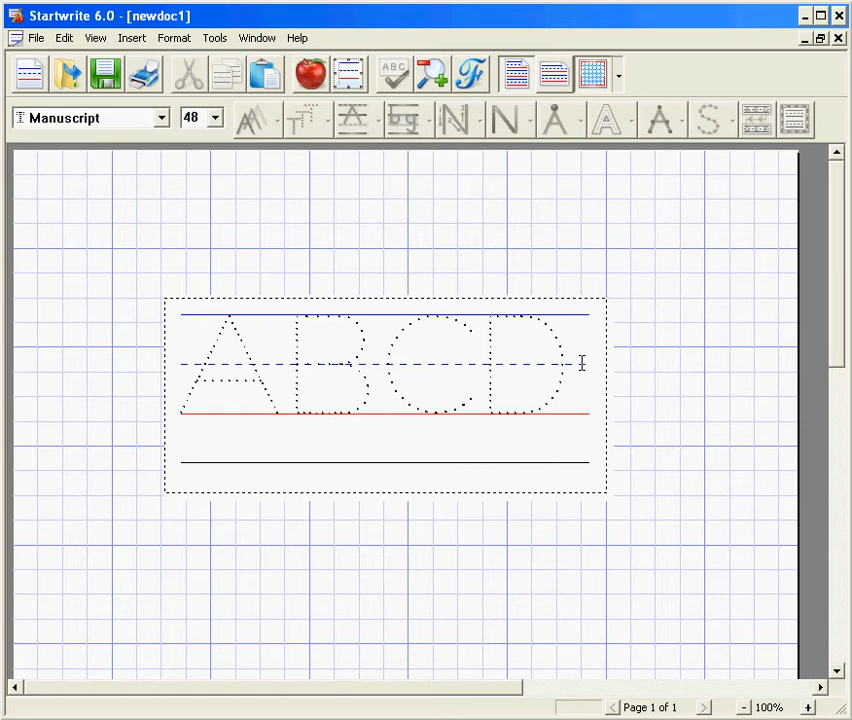 Startwrite 6.0 - [newdoc1]
File Edit View Insert Format Tools Window Help
ABC
Manuscript 48
ABCD
Page 1 of 1 - 100% +